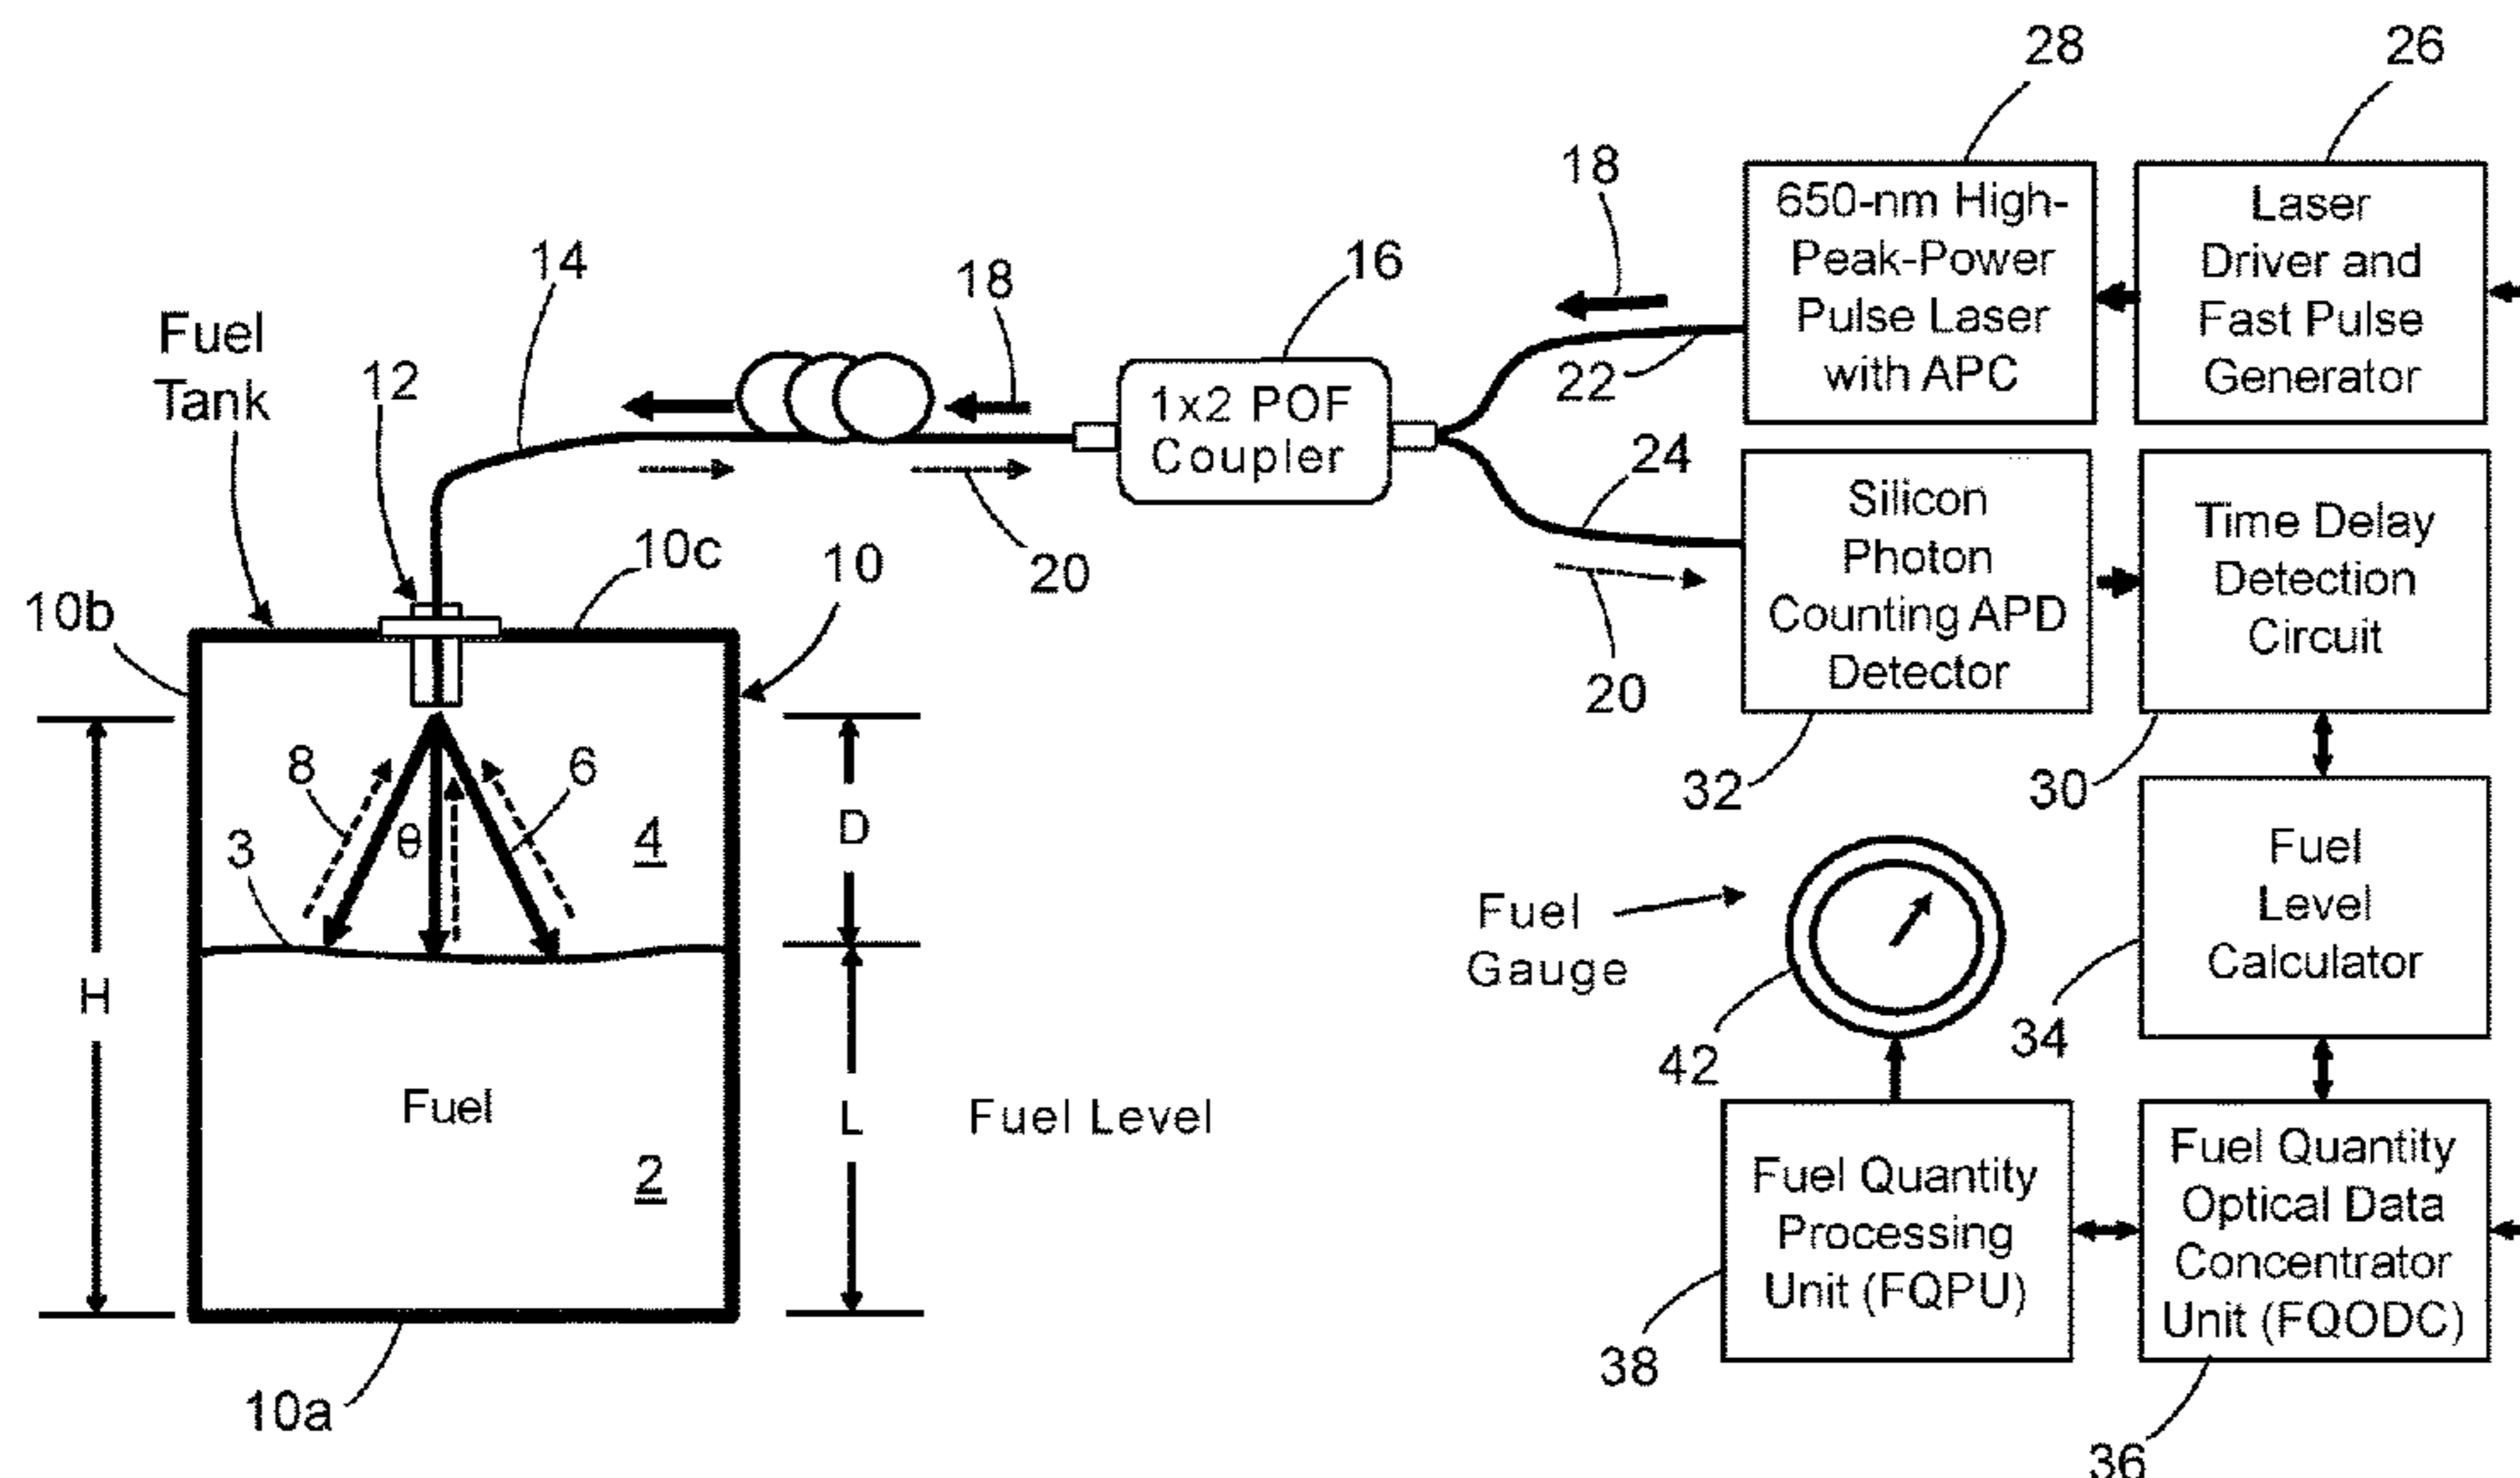 28
26
18
650-nm High-
Peak-Power
Pulse Laser
with APC
Laser
Driver and
Fast Pulse
Generator
14
18
16
Fuel
Tank
12
1x2 POF
Coupler
22
24
20
10c
10
10b
Silicon
Photon
Counting APD
Detector
Time Delay
Detection
Circuit
20
32
30
8
6
θ
3
4
D
H
Fuel
Gauge
Fuel
Level
Calculator
42
34
Fuel
L
Fuel Level
2
Fuel Quantity
Processing
Unit (FQPU)
Fuel Quantity
Optical Data
Concentrator
Unit (FQODC)
38
10a
36